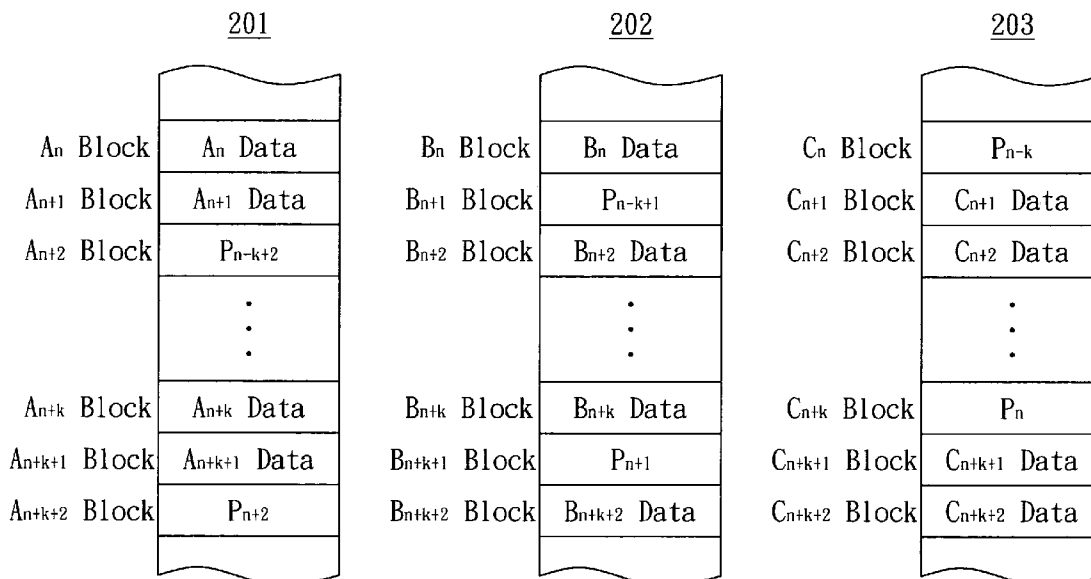 201 202 203
An Block An Data Bn Block Bn Data Cn Block Pn-k
An+1 Block An+1 Data Bn+1 Block Pn-k+1 Cn+1 Block Cn+1 Data
An+2 Block Pn-k+2 Bn+2 Block Bn+2 Data Cn+2 Block Cn+2 Data
An+k Block An+k Data Bn+k Block Bn+k Data Cn+k Block Pn
An+k+1 Block An+k+1 Data Bn+k+1 Block Pn+1 Cn+k+1 Block Cn+k+1 Data
An+k+2 Block Pn+2 Bn+k+2 Block Bn+k+2 Data Cn+k+2 Block Cn+k+2 Data